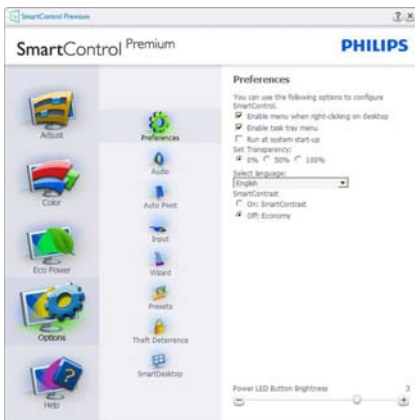 SmartControl Premium
SmartControl Premium
PHILIPS
Adjust
Color
Eco Power
Options
Help
Preferences
Audio
Auto Pivot
Input
Wizard
Presets
Theft Deterrence
SmartDesktop
Preferences
You can use the following options to configure
SmartControl.
Enable menu when right-clicking on desktop
Enable task tray menu
Run at system start-up
Set Transparency:
0% 50% 100%
Select language:
English
SmartContrast
On: SmartContrast
Off: Economy
Power LED Button Brightness 3